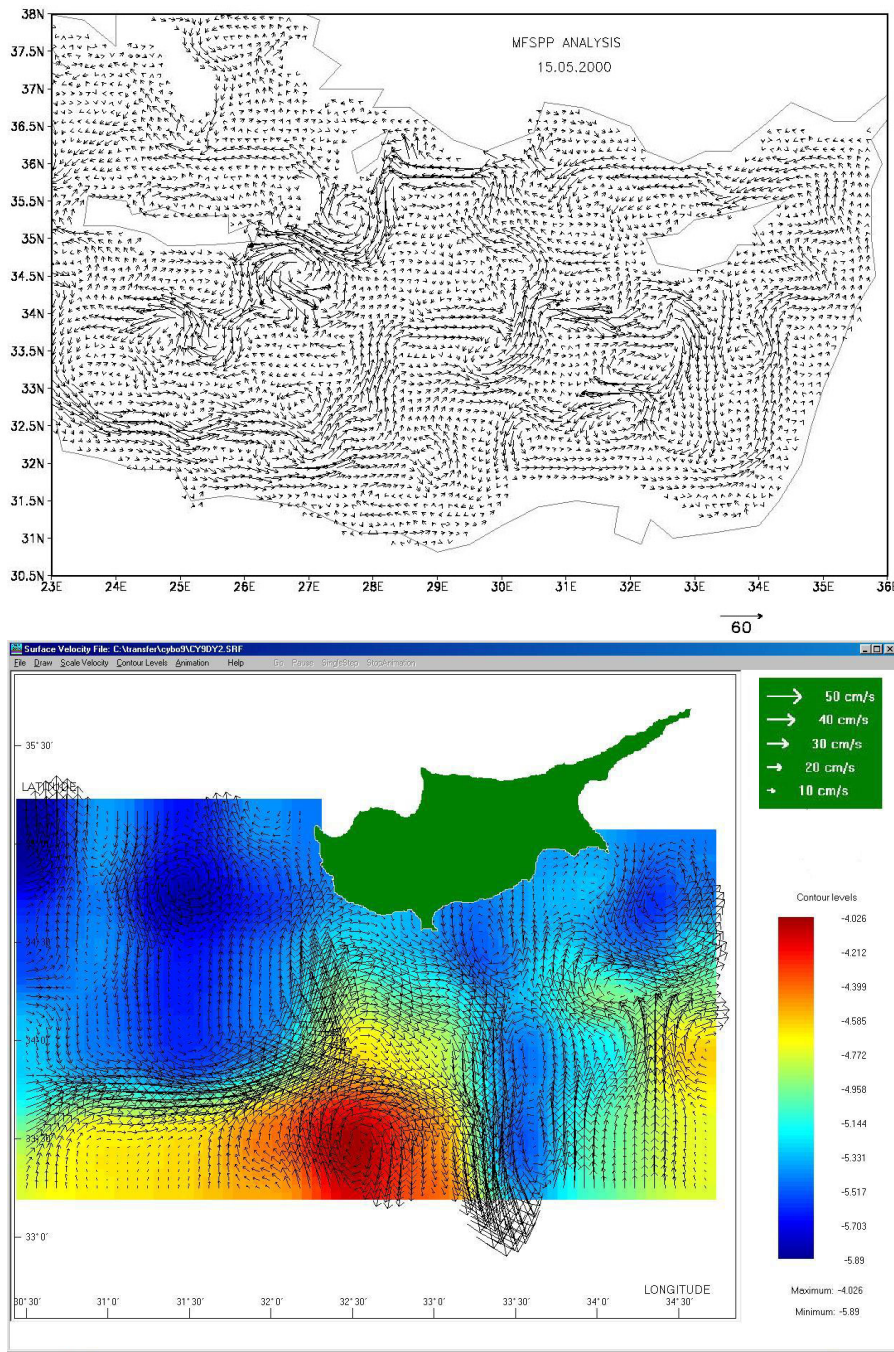 38N
37.5N
37N
36.5N
36N
35.5N
35N
34.5N
34N
33.5N
33N
32.5N
32N
31.5N
31N
30.5N
MFSPP ANALYSIS
15.05.2000
23E 24E 25E 26E 27E 28E 29E 30E 31E 32E 33E 34E 35E 36E
60
Surface Velocity File: C:\transfer\cybo9\CY9DY2.SRF
File Draw Scale Velocity Contour Levels Animation Help Go Pause SingleStep StopAnimation
50 cm/s
40 cm/s
30 cm/s
20 cm/s
10 cm/s
35° 30'
LATITUDE
34° 0'
33° 0'
LONGITUDE
30° 30' 31° 0' 31° 30' 32° 0' 32° 30' 33° 0' 33° 30' 34° 0' 34° 30'
Contour levels
-4.026
-4.212
-4.399
-4.585
-4.772
-4.958
-5.144
-5.331
-5.517
-5.703
-5.89
Maximum: -4.026
Minimum: -5.89